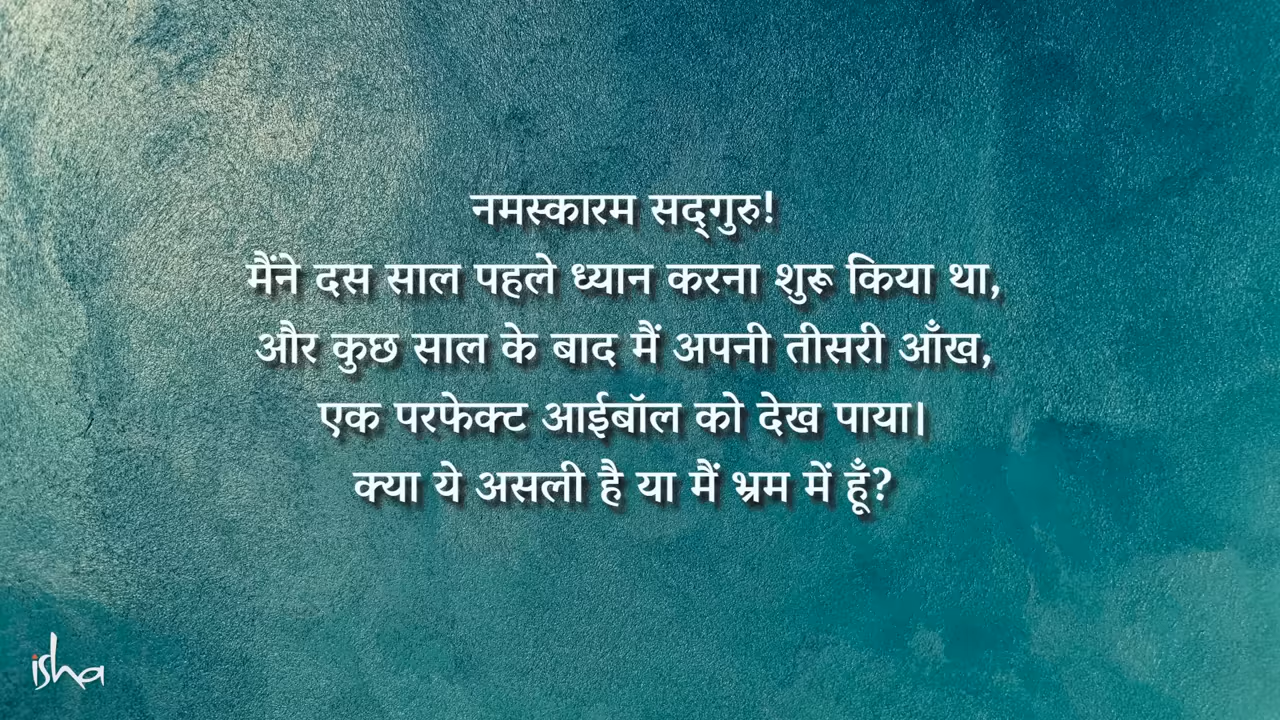 नमस्कारम सद्गुरु!
मैंने दस साल पहले ध्यान करना शुरू किया था,
और कुछ साल के बाद मैं अपनी तीसरी आँख,
एक परफेक्ट आईबॉल को देख पाया।
क्या ये असली है या मैं भ्रम में हूँ?
isha